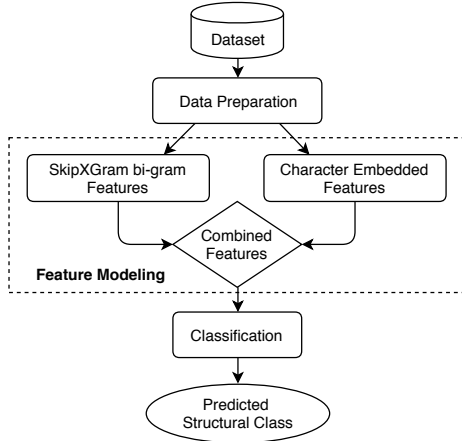 Dataset
Data Preparation
SkipXGram bi-gram
Features
Character Embedded
Features
Combined
Features
Feature Modeling
Classification
Predicted
Structural Class